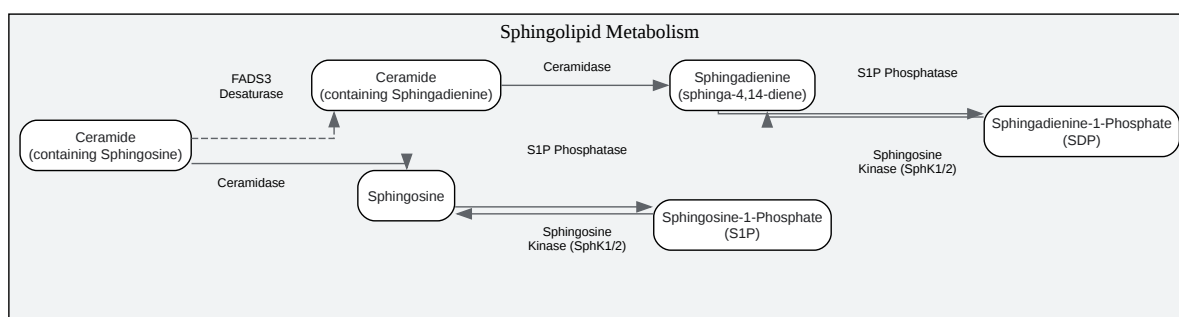 Sphingolipid Metabolism
FADS3
Desaturase
Ceramide
(containing Sphingadienine)
Ceramidase
Sphingadienine
(sphinga-4,14-diene)
S1P Phosphatase
Sphingadienine-1-Phosphate
(SDP)
Sphingosine
Kinase (SphK1/2)
Ceramide
(containing Sphingosine)
Ceramidase
Sphingosine
S1P Phosphatase
Sphingosine-1-Phosphate
(S1P)
Sphingosine
Kinase (SphK1/2)